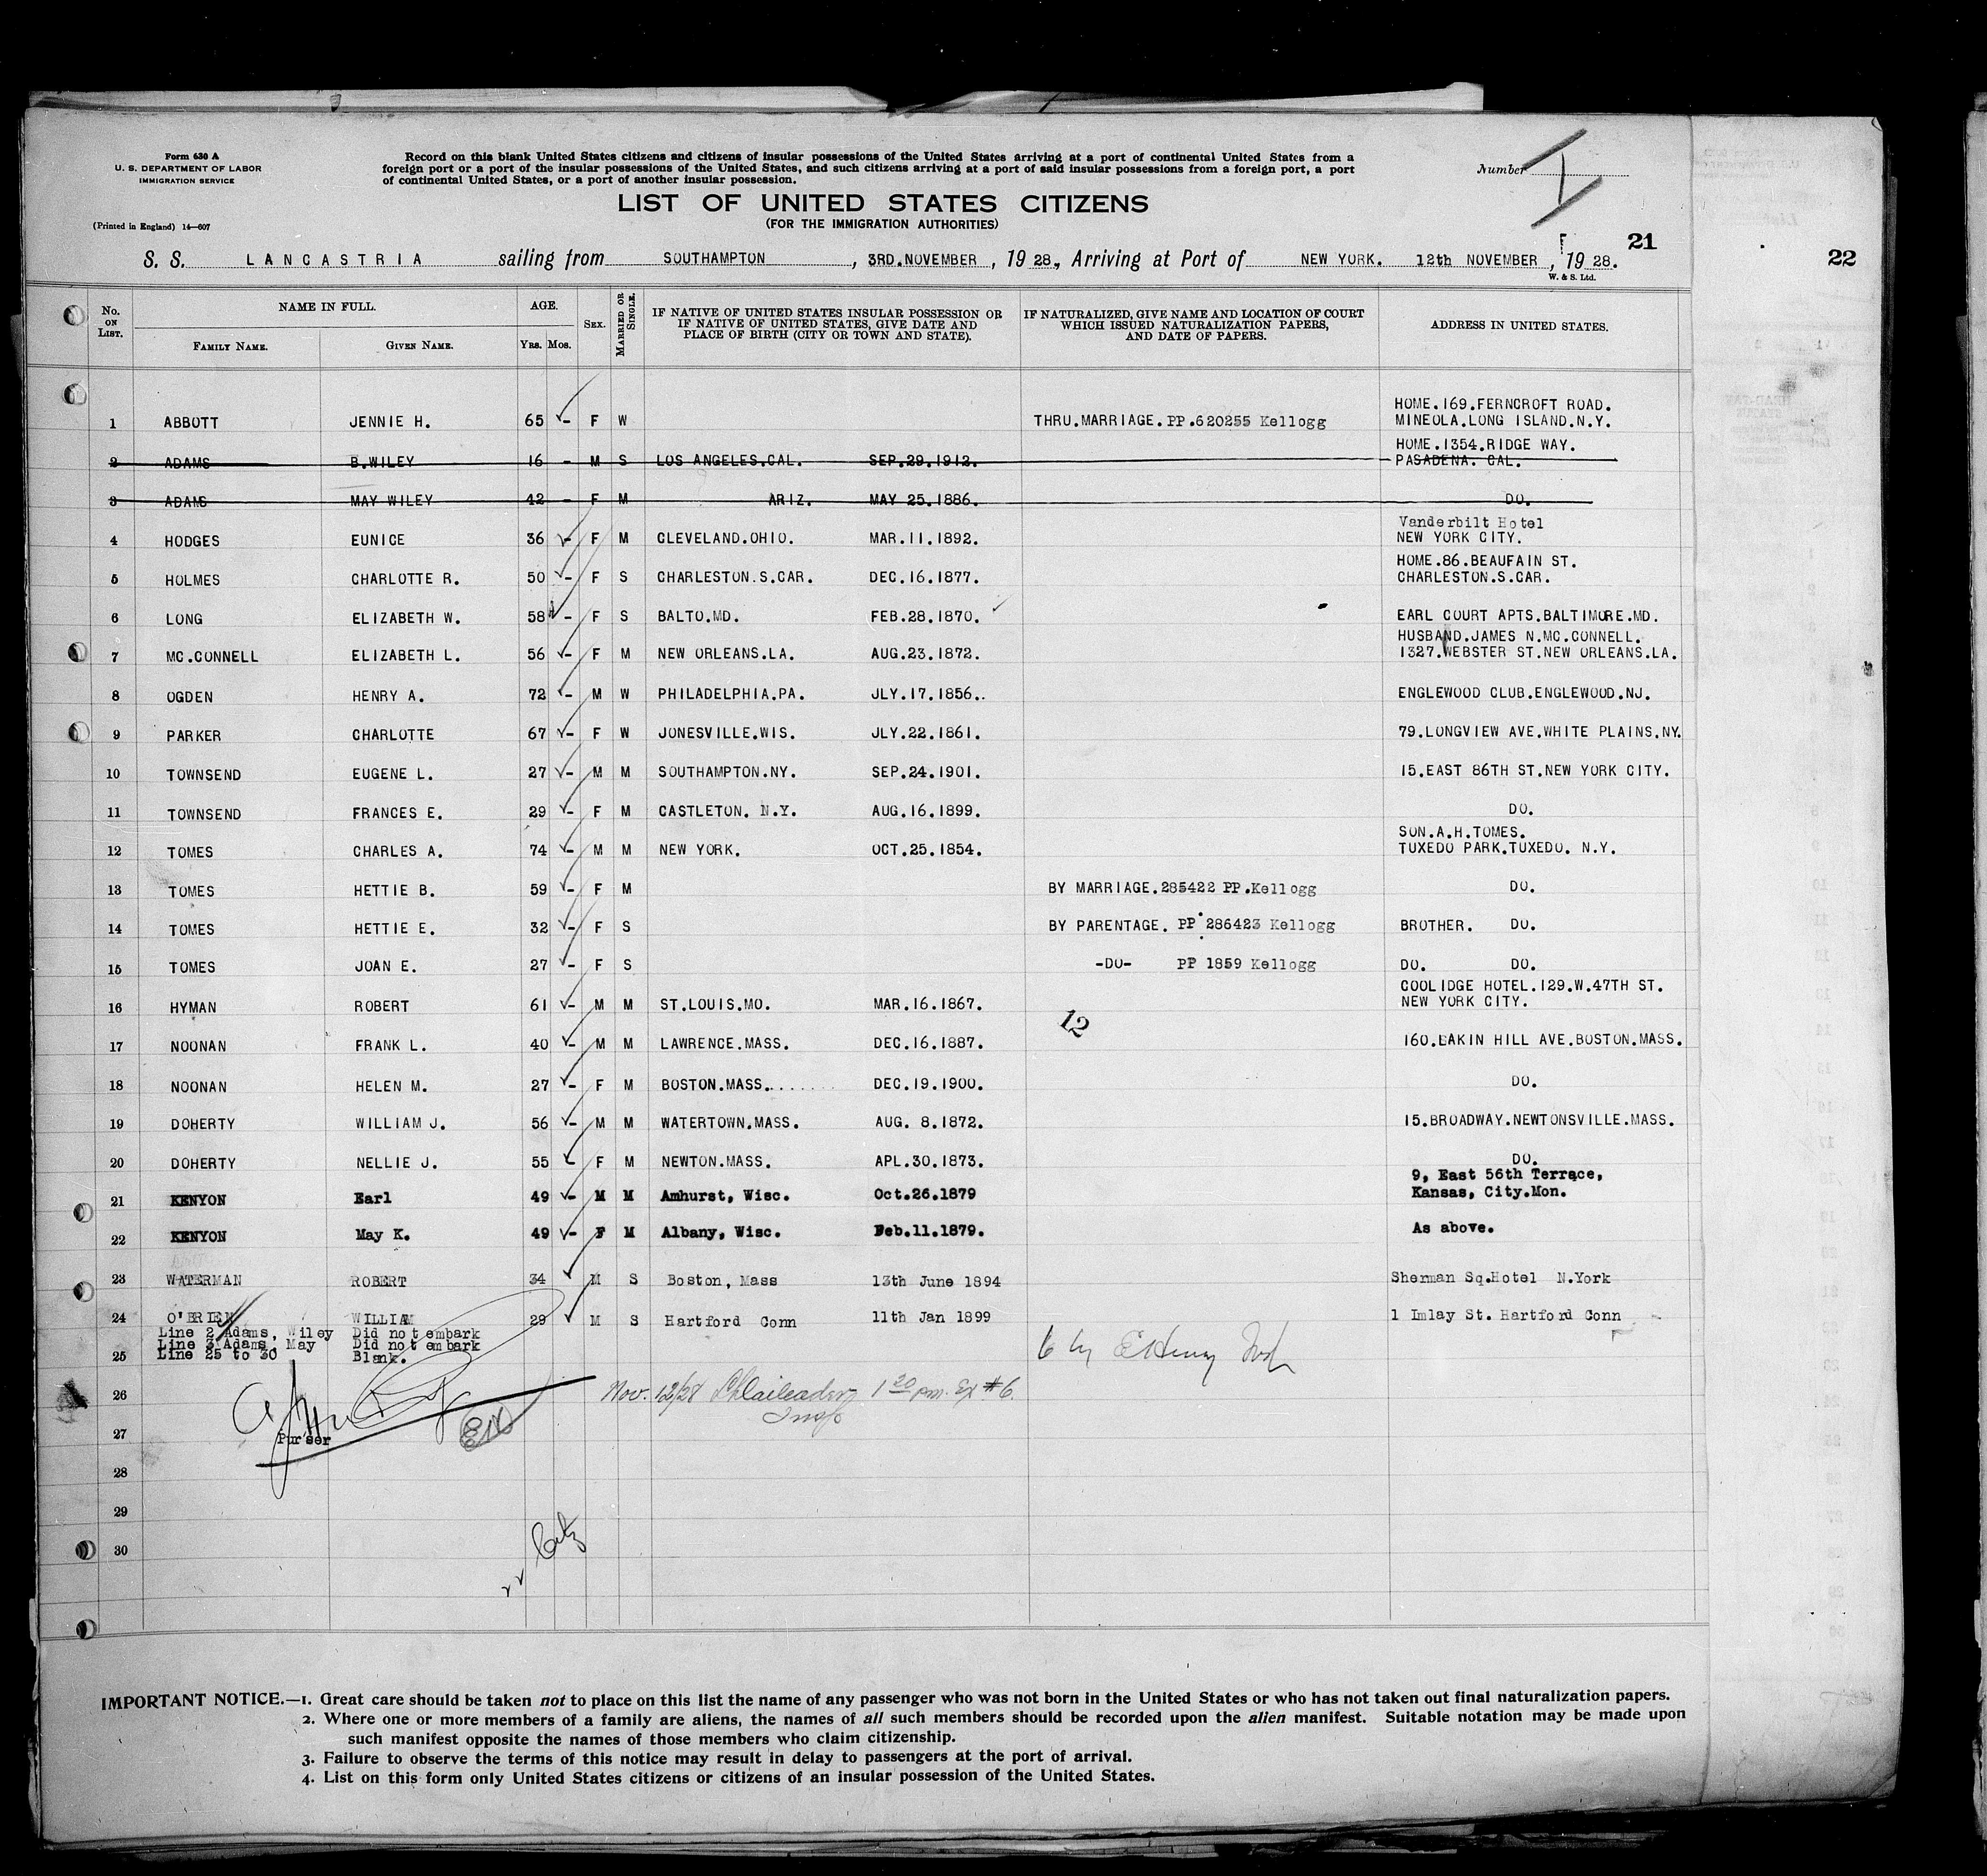 Form 630 A
U. S. DEPARTMENT OF LABOR
IMMIGRATION SERVICE
(Printed in England) 14—607
Record on this blank United States citizens and citizens of insular possessions of the United States arriving at a port of continental United States from a
foreign port or a port of the insular possessions of the United States, and such citizens arriving at a port of said insular possessions from a foreign port, a port
of continental United States, or a port of another insular possession.
Number I
LIST OF UNITED STATES CITIZENS
(FOR THE IMMIGRATION AUTHORITIES)
21
22
S. S. LANCASTRIA sailing from SOUTHAMPTON, 3RD.NOVEMBER, 1928., Arriving at Port of NEW YORK. 12th NOVEMBER, 1928.
W. & S. Ltd.
No. ON LIST. NAME IN FULL. FAMILY NAME. GIVEN NAME. AGE. YRS. MOS. SEX. MARRIED OR SINGLE. IF NATIVE OF UNITED STATES INSULAR POSSESSION OR IF NATIVE OF UNITED STATES, GIVE DATE AND PLACE OF BIRTH (CITY OR TOWN AND STATE). IF NATURALIZED, GIVE NAME AND LOCATION OF COURT WHICH ISSUED NATURALIZATION PAPERS, AND DATE OF PAPERS. ADDRESS IN UNITED STATES.
1 ABBOTT JENNIE H. 65 - F W THRU.MARRIAGE.PP.620255 Kellogg HOME.169.FERNCROFT ROAD. MINEOLA.LONG ISLAND.N.Y.
2 ADAMS B.WILEY 16 - M S LOS ANGELES.CAL. SEP.29.1912. HOME.1354.RIDGE WAY. PASADENA. CAL.
3 ADAMS MAY WILEY 42 - F M ARIZ. MAY 25.1886. DO.
4 HODGES EUNICE 36 - F M CLEVELAND.OHIO. MAR.11.1892. Vanderbilt Hotel NEW YORK CITY.
5 HOLMES CHARLOTTE R. 50 - F S CHARLESTON.S.CAR. DEC.16.1877. HOME.86.BEAUFAIN ST. CHARLESTON.S.CAR.
6 LONG ELIZABETH W. 58 - F S BALTO.MD. FEB.28.1870. EARL COURT APTS.BALTIMORE.MD.
7 MC.CONNELL ELIZABETH L. 56 - F M NEW ORLEANS.LA. AUG.23.1872. HUSBAND.JAMES N.MC.CONNELL. 1327.WEBSTER ST.NEW ORLEANS.LA.
8 OGDEN HENRY A. 72 - M W PHILADELPHIA.PA. JLY.17.1856.. ENGLEWOOD CLUB.ENGLEWOOD.NJ.
9 PARKER CHARLOTTE 67 - F W JONESVILLE.WIS. JLY.22.1861. 79.LONGVIEW AVE.WHITE PLAINS.NY.
10 TOWNSEND EUGENE L. 27 - M M SOUTHAMPTON.NY. SEP.24.1901. 15.EAST 86TH ST.NEW YORK CITY.
11 TOWNSEND FRANCES E. 29 - F M CASTLETON. N.Y. AUG.16.1899. DO.
12 TOMES CHARLES A. 74 - M M NEW YORK. OCT.25.1854. SON.A.H.TOMES. TUXEDO PARK.TUXEDO. N.Y.
13 TOMES HETTIE B. 59 - F M BY MARRIAGE.285422 PP.Kellogg DO.
14 TOMES HETTIE E. 32 - F S BY PARENTAGE. PP 286423 Kellogg BROTHER. DO.
15 TOMES JOAN E. 27 - F S -DO- PP 1859 Kellogg DO. DO.
16 HYMAN ROBERT 61 - M M ST.LOUIS.MO. MAR.16.1867. COOLIDGE HOTEL.129.W.47TH ST. NEW YORK CITY.
12
17 NOONAN FRANK L. 40 - M M LAWRENCE.MASS. DEC.16.1887. 160.EAKIN HILL AVE.BOSTON.MASS.
18 NOONAN HELEN M. 27 - F M BOSTON.MASS....... DEC.19.1900. DO.
19 DOHERTY WILLIAM J. 56 - M M WATERTOWN.MASS. AUG. 8.1872. 15.BROADWAY.NEWTONSVILLE.MASS.
20 DOHERTY NELLIE J. 55 - F M NEWTON.MASS. APL.30.1873. DO.
21 KENYON Earl 49 - M M Amhurst, Wisc. Oct.26.1879 9, East 56th Terrace, Kansas, City.Mon.
22 KENYON May K. 49 - F M Albany, Wisc. Feb.11.1879. As above.
23 WATERMAN ROBERT 34 M S Boston, Mass 13th June 1894 Sherman Sq.Hotel N.York
24 O'BRIEN WILLIAM 29 M S Hartford Conn 11th Jan 1899 1 Imlay St. Hartford Conn
Line 2 Adams, Wiley Did not embark
Line 3 Adams, May Did not embark
25 Line 25 to 30 Blank.
26 Nov. 12/28 1 20 pm. Ex #6.
Insp
27 Purser
28
29
30
IMPORTANT NOTICE.—1. Great care should be taken not to place on this list the name of any passenger who was not born in the United States or who has not taken out final naturalization papers.
2. Where one or more members of a family are aliens, the names of all such members should be recorded upon the alien manifest. Suitable notation may be made upon
such manifest opposite the names of those members who claim citizenship.
3. Failure to observe the terms of this notice may result in delay to passengers at the port of arrival.
4. List on this form only United States citizens or citizens of an insular possession of the United States.